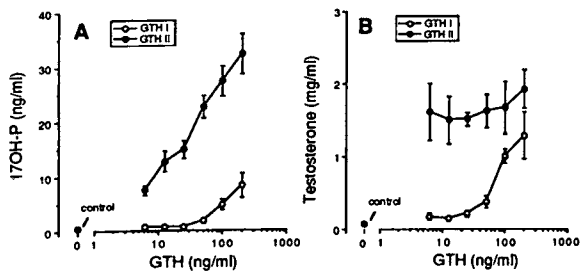 A
GTH I
GTH II
40
30
20
10
0
17OH-P (ng/ml)
control
0 1 10 100 1000
GTH (ng/ml)
B
GTH I
GTH II
3
2
1
0
Testosterone (mg/ml)
control
0 1 10 100 1000
GTH (ng/ml)